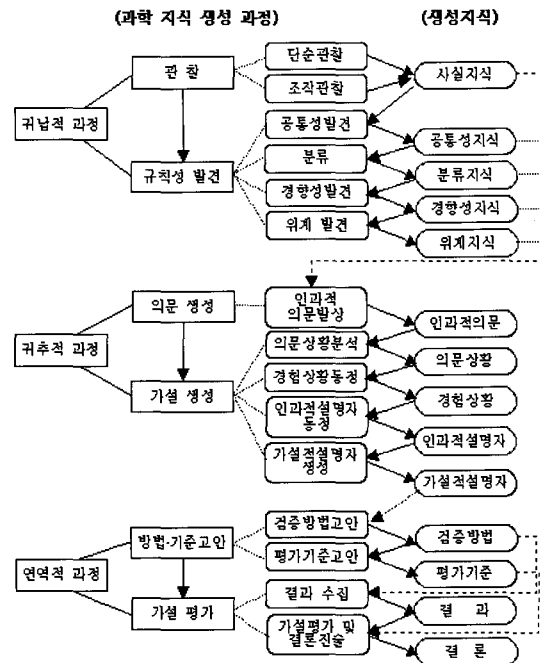 (과학 지식 생성 과정) (생성지식)
단순관찰
관 찰
사실지식
조작관찰
귀납적 과정
공통성발견
공통성지식
분류
규칙성 발견
분류지식
경향성발견
경향성지식
위계 발견
위계지식
인과적
의문발상
의문 생성
인과적의문
의문상황분석
귀추적 과정
의문상황
경험상황동정
가설 생성
경험상황
인과적설명자
동정
인과적설명자
가설적설명자
생성
가설적설명자
검증방법고안
방법·기준고안
검증방법
평가기준고안
연역적 과정
평가기준
결과 수집
가설 평가
결 과
가설평가 및
결론진술
결 론